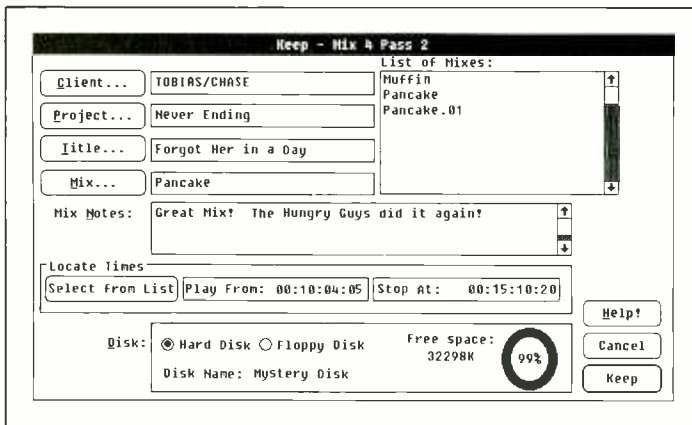 Keep - Mix 4 Pass 2
List of Mixes:
Client... TOBIAS/CHASE
Muffin
Pancake
Pancake.01
Project... Never Ending
Title... Forgot Her in a Day
Mix... Pancake
Mix Notes: Great Mix! The Hungry Guys did it again!
Locate Times
Select from List Play From: 00:10:04:05 Stop At: 00:15:10:20
Help!
Disk: Hard Disk Floppy Disk Free space: 32298K 99%
Disk Name: Mystery Disk
Cancel
Keep